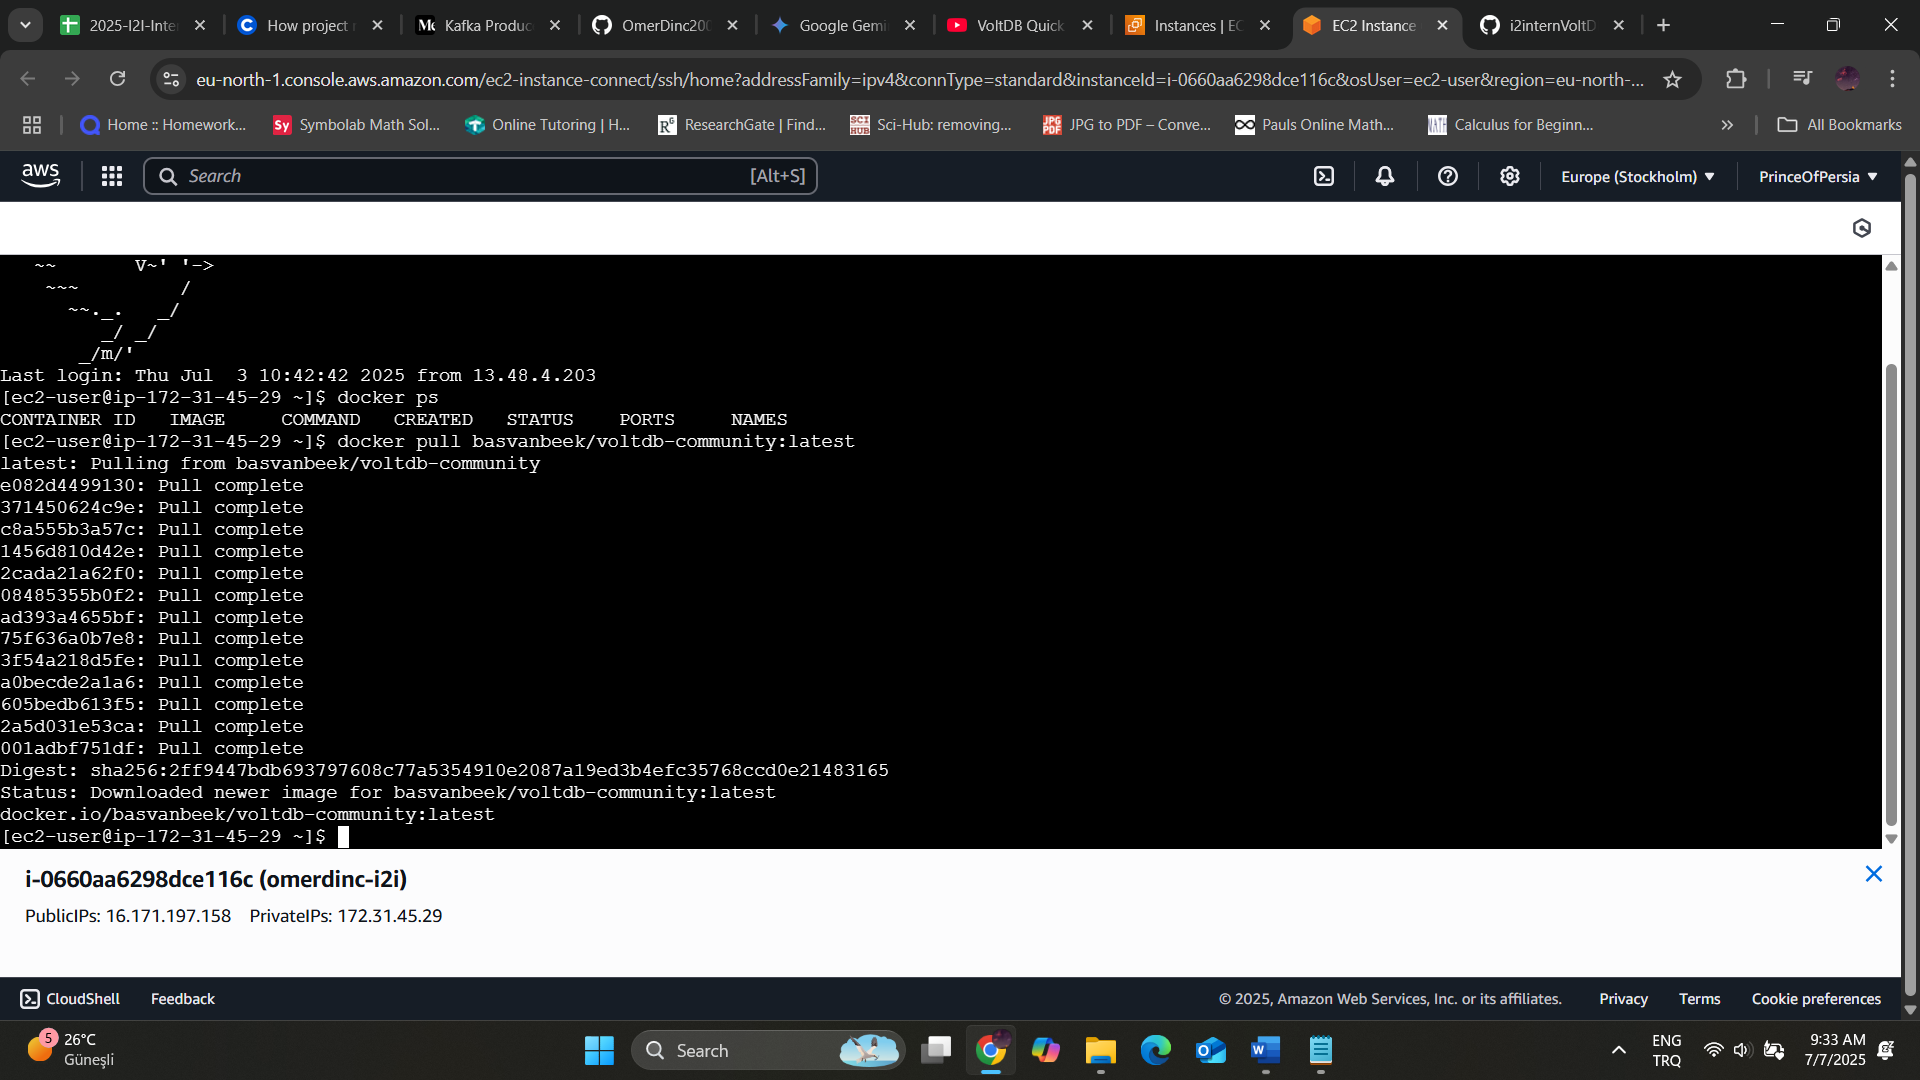 2025-I2I-Inter
How project
Kafka Produc
OmerDinc200
Google Gemi
VoltDB Quick
Instances | EC
EC2 Instance
i2internVoltD
eu-north-1.console.aws.amazon.com/ec2-instance-connect/ssh/home?addressFamily=ipv4&connType=standard&instanceId=i-0660aa6298dce116c&osUser=ec2-user&region=eu-north-...
Home :: Homework...
Symbolab Math Sol...
Online Tutoring | H...
ResearchGate | Find...
Sci-Hub: removing...
JPG to PDF – Conve...
Pauls Online Math...
Calculus for Beginn...
All Bookmarks
aws
Search [Alt+S]
Europe (Stockholm)
PrinceOfPersia
~~       V~' '->
~~~         /
~~._.   _/
_/ _/
_/m/'
Last login: Thu Jul  3 10:42:42 2025 from 13.48.4.203
[ec2-user@ip-172-31-45-29 ~]$ docker ps
CONTAINER ID   IMAGE     COMMAND   CREATED   STATUS    PORTS     NAMES
[ec2-user@ip-172-31-45-29 ~]$ docker pull basvanbeek/voltdb-community:latest
latest: Pulling from basvanbeek/voltdb-community
e082d4499130: Pull complete
371450624c9e: Pull complete
c8a555b3a57c: Pull complete
1456d810d42e: Pull complete
2cada21a62f0: Pull complete
08485355b0f2: Pull complete
ad393a4655bf: Pull complete
75f636a0b7e8: Pull complete
3f54a218d5fe: Pull complete
a0becde2a1a6: Pull complete
605bedb613f5: Pull complete
2a5d031e53ca: Pull complete
001adbf751df: Pull complete
Digest: sha256:2ff9447bdb693797608c77a5354910e2087a19ed3b4efc35768ccd0e21483165
Status: Downloaded newer image for basvanbeek/voltdb-community:latest
docker.io/basvanbeek/voltdb-community:latest
[ec2-user@ip-172-31-45-29 ~]$
i-0660aa6298dce116c (omerdinc-i2i)
PublicIPs: 16.171.197.158 PrivateIPs: 172.31.45.29
CloudShell Feedback © 2025, Amazon Web Services, Inc. or its affiliates. Privacy Terms Cookie preferences
5
26°C
Güneşli
Search
ENG
TRQ
9:33 AM
7/7/2025